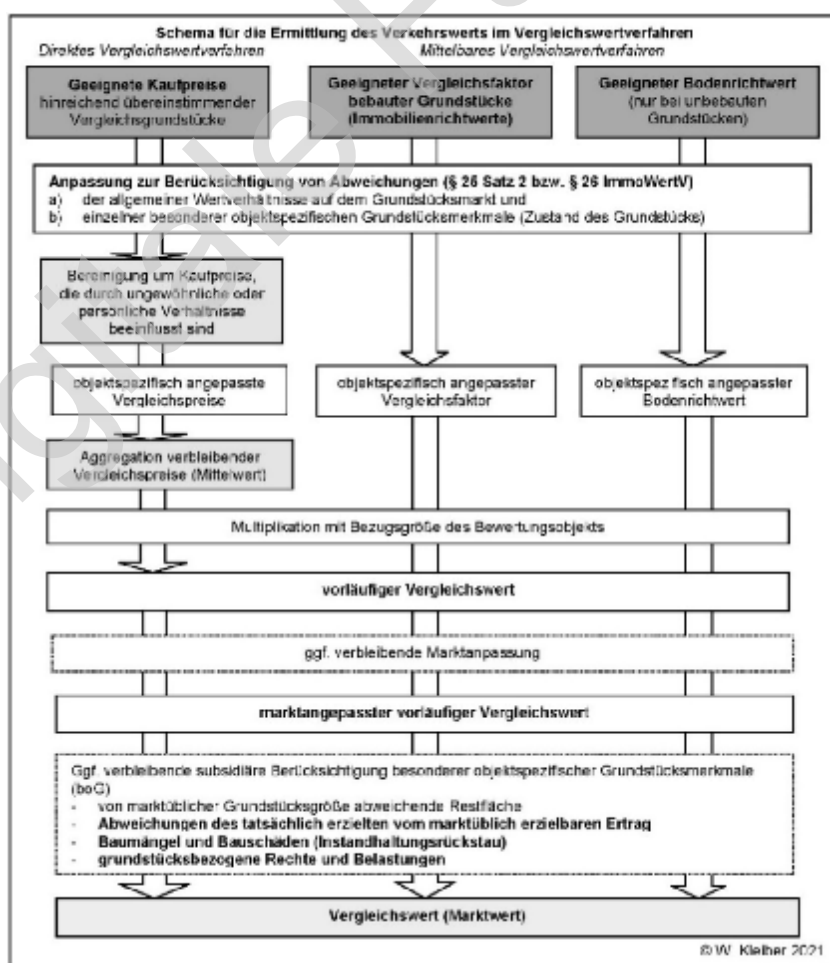 Schema für die Ermittlung des Verkehrswerts im Vergleichswertverfahren
Direktes Vergleichswertverfahren
Mittelbares Vergleichswertverfahren
Geeignete Kaufpreise
hinreichend übereinstimmender
Vergleichsgrundstücke
Geeigneter Vergleichsfaktor
bebauter Grundstücke
(Immobilienrichtwerte)
Geeigneter Bodenrichtwert
(nur bei unbebauten
Grundstücken)
Anpassung zur Berücksichtigung von Abweichungen (§ 26 Satz 2 bzw. § 26 ImmoWertV)
a) der allgemeiner Wertverhältnisse auf dem Grundstücksmarkt und
b) einzelner besonderer objektspezifischen Grundstücksmerkmale (Zustand des Grundstücks)
Bereinigung um Kaufpreise,
die durch ungewöhnliche oder
persönliche Verhältnisse
beeinflusst sind
objektspezifisch angepasste
Vergleichspreise
objektspezifisch angepasster
Vergleichsfaktor
objektspezifisch angepasster
Bodenrichtwert
Aggregation verbleibender
Vergleichspreise (Mittelwert)
Multiplikation mit Bezugsgröße des Bewertungsobjekts
vorläufiger Vergleichswert
ggf. verbleibende Marktanpassung
marktangepasster vorläufiger Vergleichswert
Ggf. verbleibende subsidiäre Berücksichtigung besonderer objektspezifischer Grundstücksmerkmale
(boG)
- von marktüblicher Grundstücksgröße abweichende Restfläche
- Abweichungen des tatsächlich erzielten vom marktüblich erzielbaren Ertrag
- Baumängel und Bauschäden (Instandhaltungsrückstau)
- grundstücksbezogene Rechte und Belastungen
Vergleichswert (Marktwert)
© W. Kleiber 2021